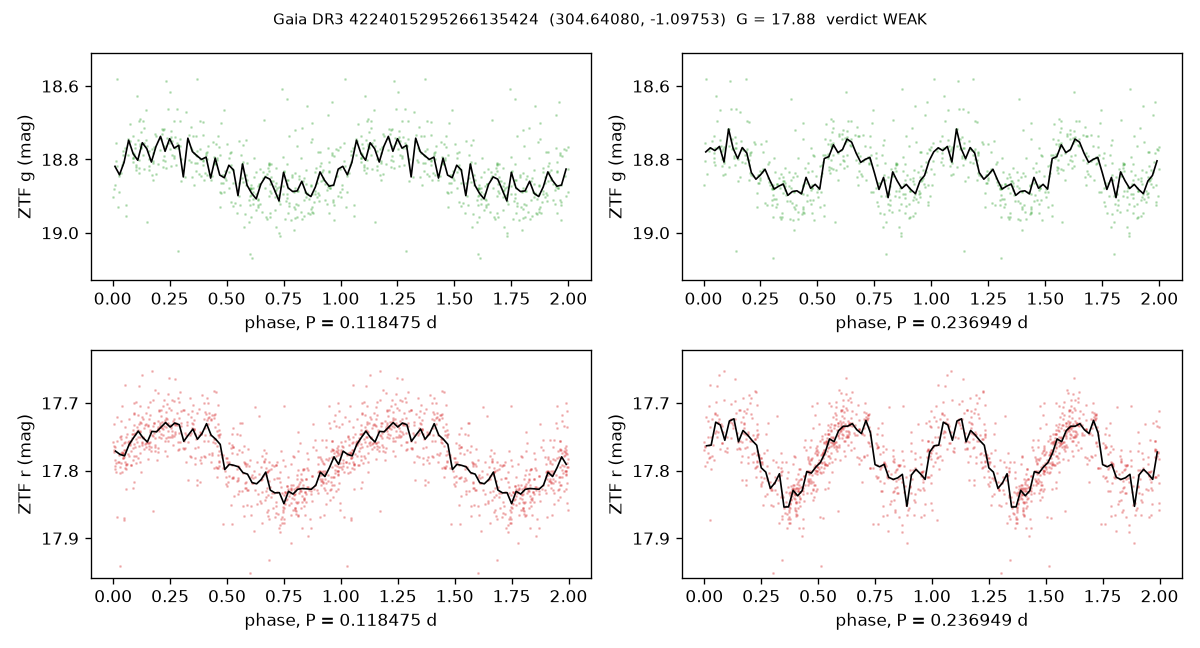 Gaia DR3 4224015295266135424 (304.64080, -1.09753) G = 17.88 verdict WEAK
ZTF g (mag)
18.6
18.8
19.0
0.00 0.25 0.50 0.75 1.00 1.25 1.50 1.75 2.00
phase, P = 0.118475 d
ZTF g (mag)
18.6
18.8
19.0
0.00 0.25 0.50 0.75 1.00 1.25 1.50 1.75 2.00
phase, P = 0.236949 d
ZTF r (mag)
17.7
17.8
17.9
0.00 0.25 0.50 0.75 1.00 1.25 1.50 1.75 2.00
phase, P = 0.118475 d
ZTF r (mag)
17.7
17.8
17.9
0.00 0.25 0.50 0.75 1.00 1.25 1.50 1.75 2.00
phase, P = 0.236949 d